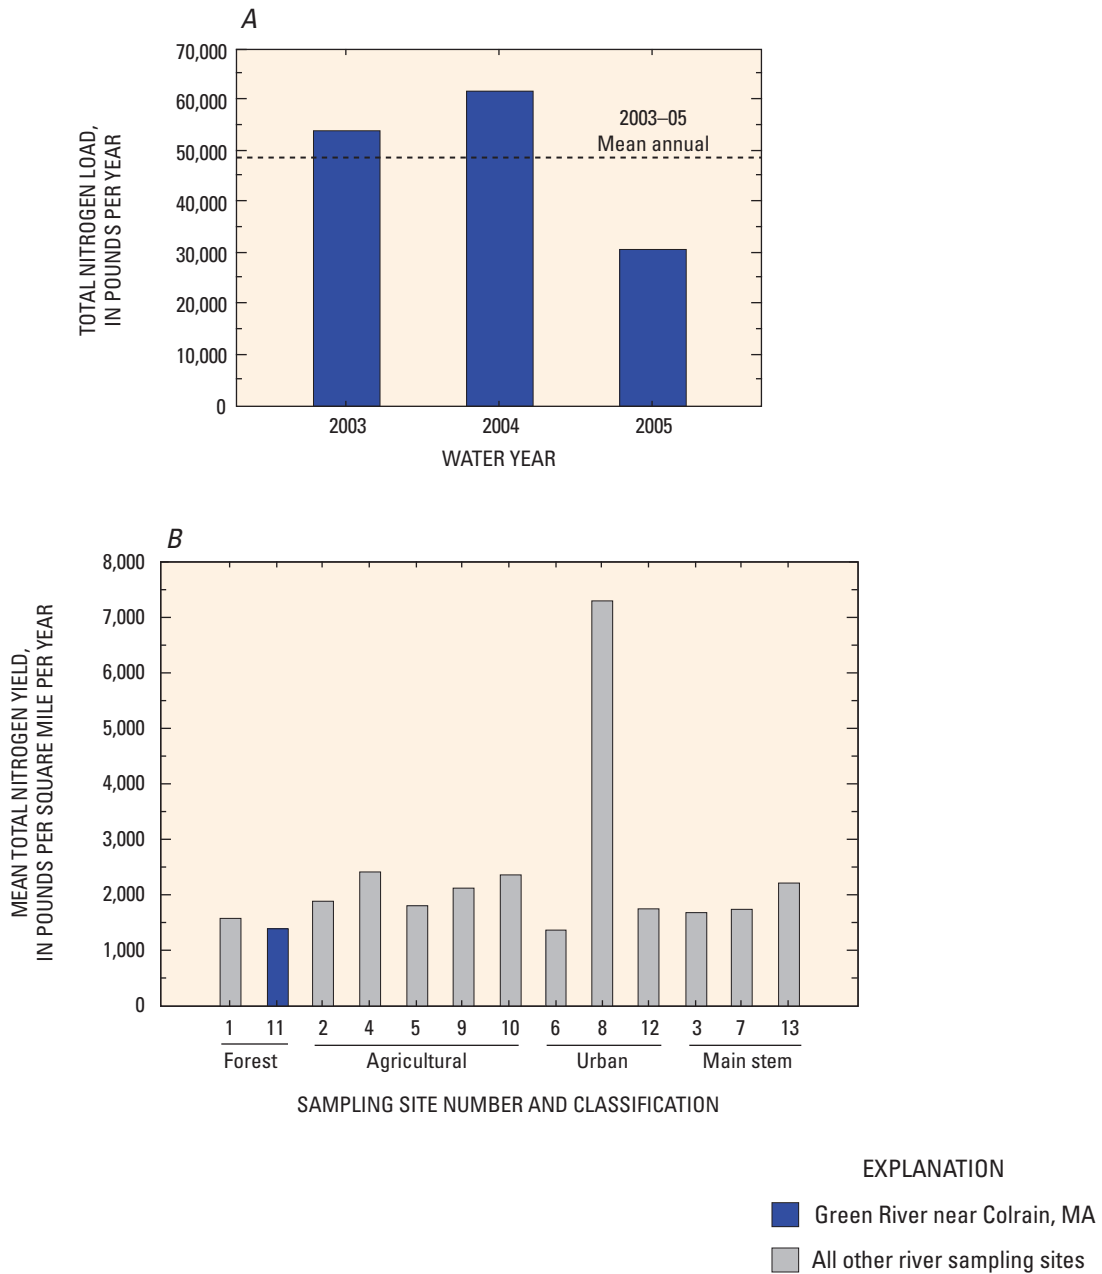 A
TOTAL NITROGEN LOAD,
IN POUNDS PER YEAR
70,000
60,000
50,000
40,000
30,000
20,000
10,000
0
2003–05
Mean annual
2003 2004 2005
WATER YEAR
B
MEAN TOTAL NITROGEN YIELD,
IN POUNDS PER SQUARE MILE PER YEAR
8,000
7,000
6,000
5,000
4,000
3,000
2,000
1,000
0
1 11 2 4 5 9 10 6 8 12 3 7 13
Forest Agricultural Urban Main stem
SAMPLING SITE NUMBER AND CLASSIFICATION
EXPLANATION
Green River near Colrain, MA
All other river sampling sites